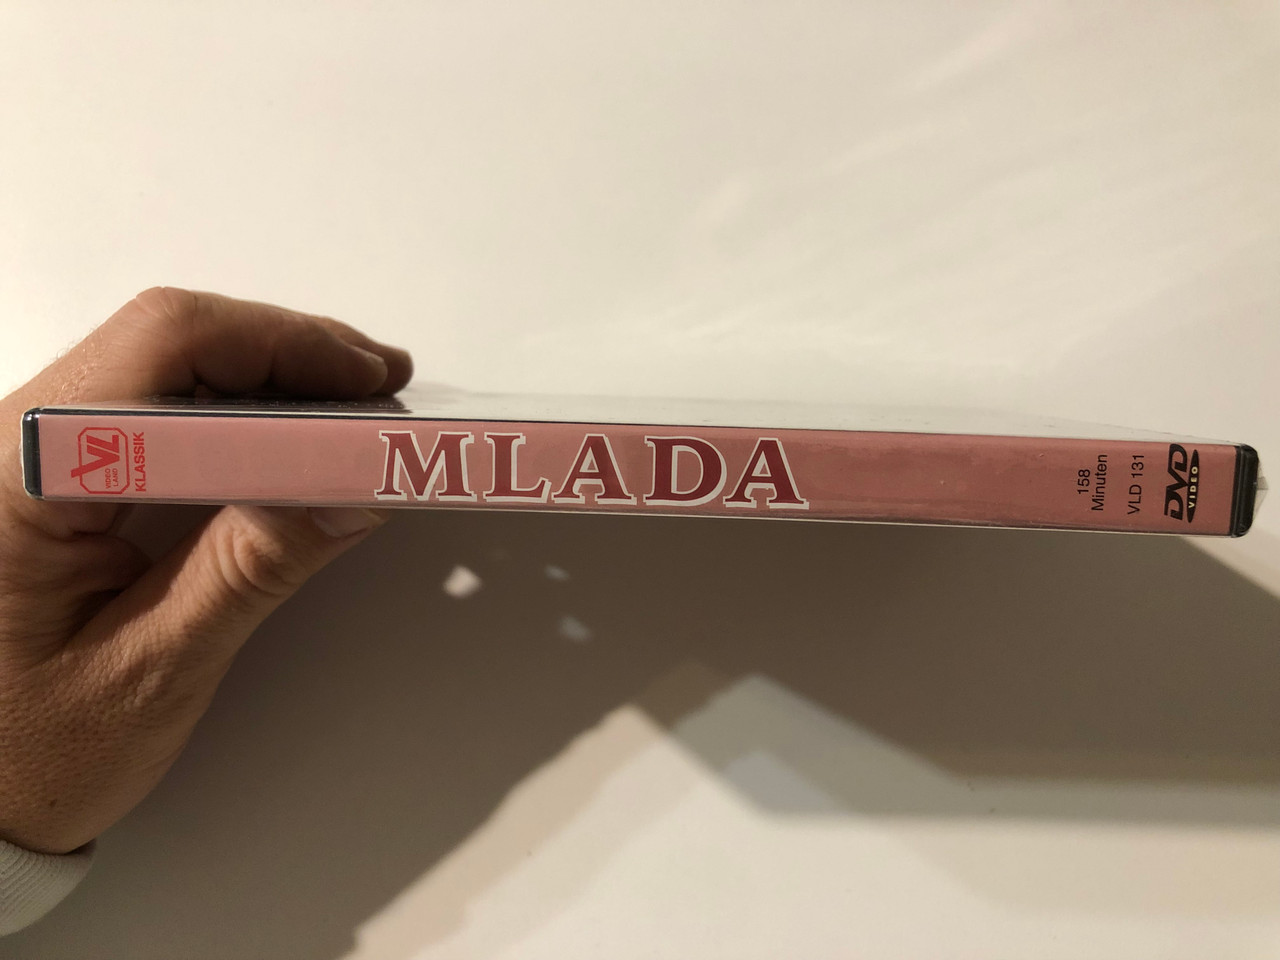 VL
VIDEO
LAND
KLASSIK
MLADA
158
Minuten
VLD 131
DVD
VIDEO